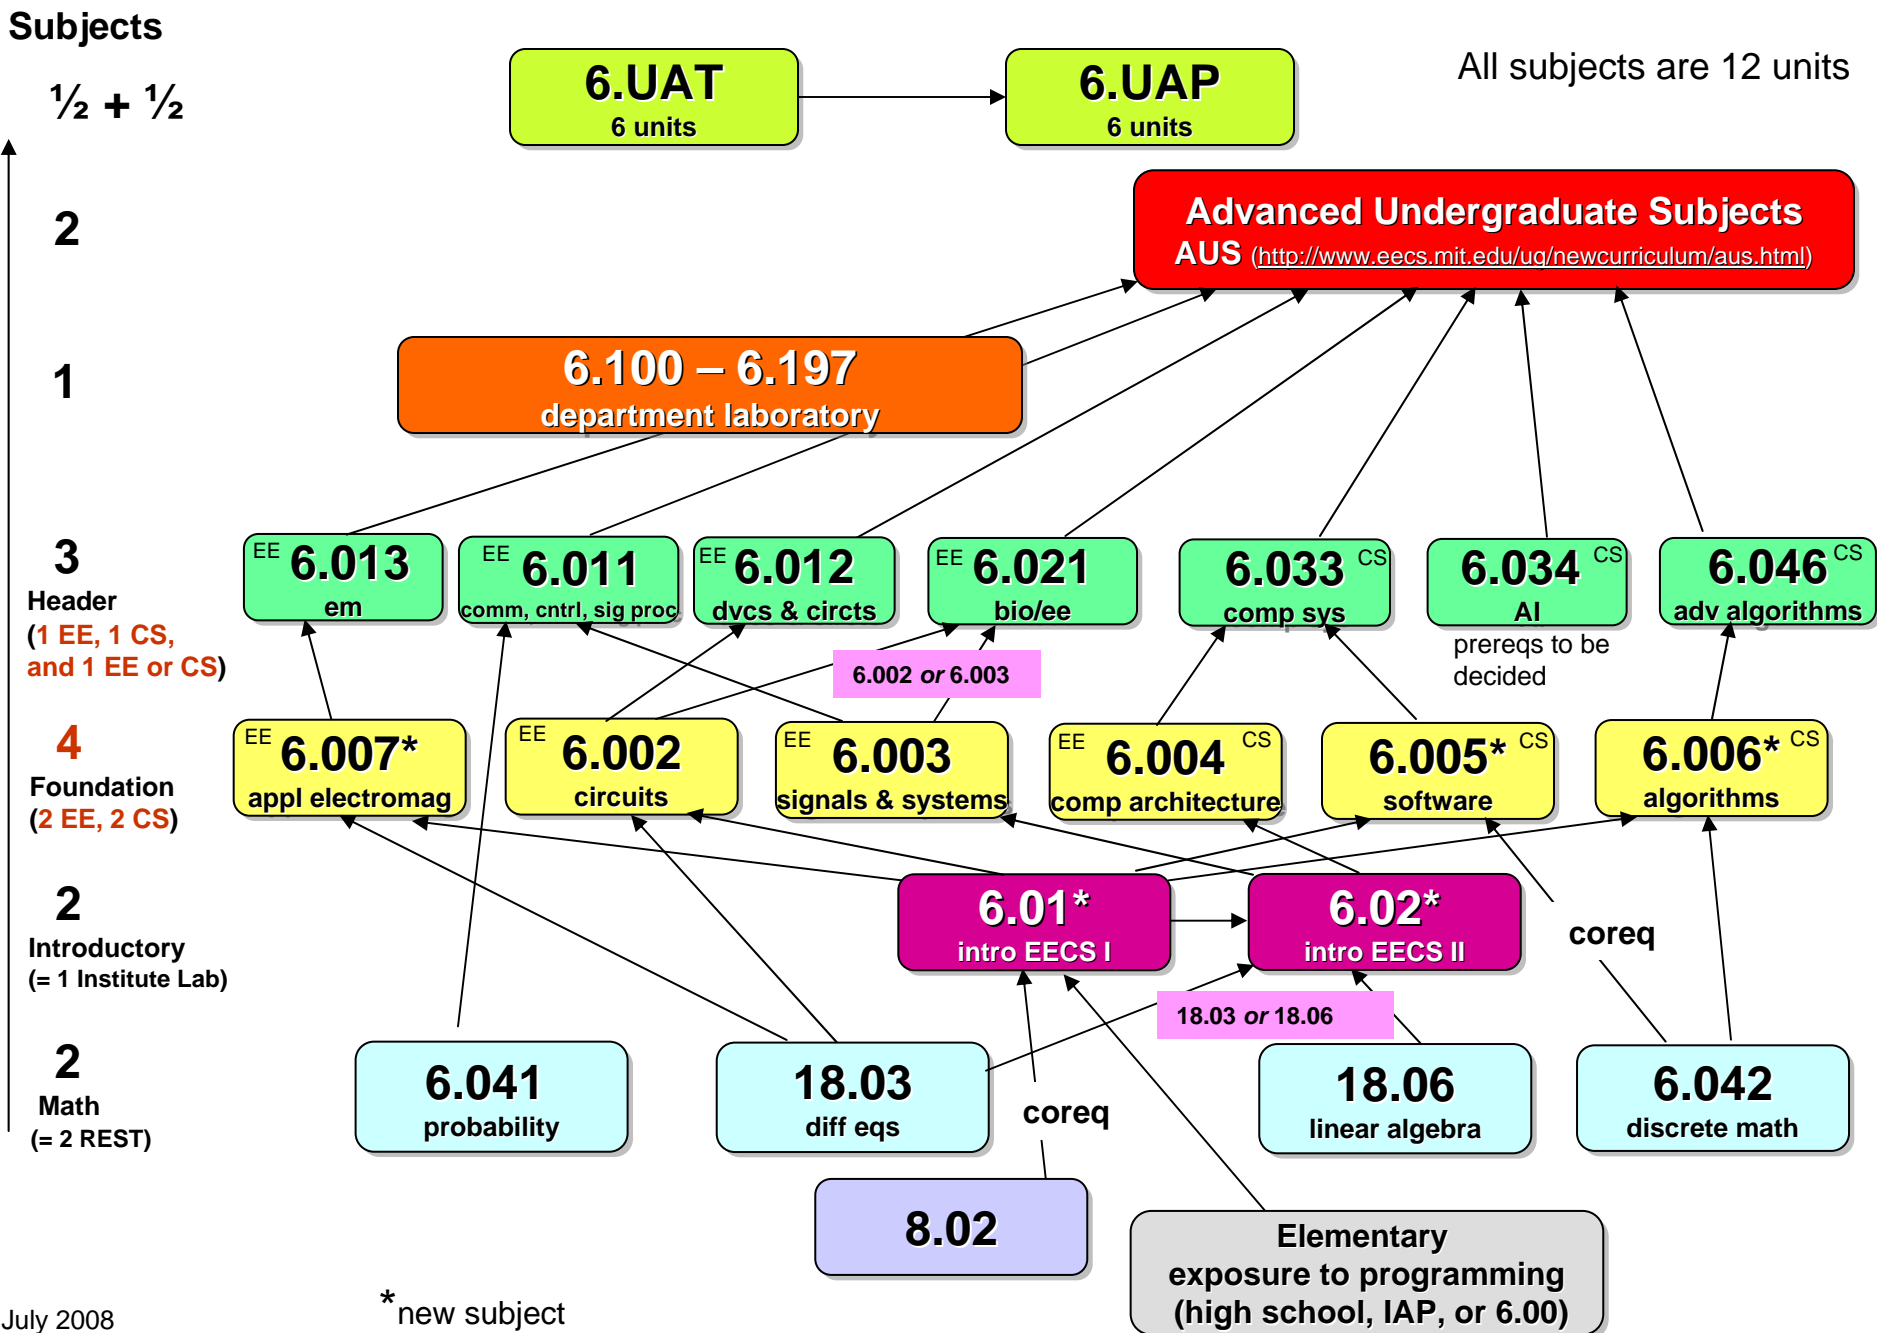 Subjects
½ + ½
6.UAT
6 units
6.UAP
6 units
All subjects are 12 units
2
Advanced Undergraduate Subjects
AUS (http://www.eecs.mit.edu/ug/newcurriculum/aus.html)
1
6.100 – 6.197
department laboratory
3
Header
(1 EE, 1 CS,
and 1 EE or CS)
EE 6.013
em
EE 6.011
comm, cntrl, sig proc
EE 6.012
dvcs & circts
EE 6.021
bio/ee
6.033 CS
comp sys
6.034 CS
AI
prereqs to be
decided
6.046 CS
adv algorithms
6.002 or 6.003
4
Foundation
(2 EE, 2 CS)
EE 6.007*
appl electromag
EE 6.002
circuits
EE 6.003
signals & systems
EE 6.004 CS
comp architecture
6.005* CS
software
6.006* CS
algorithms
2
Introductory
(= 1 Institute Lab)
6.01*
intro EECS I
6.02*
intro EECS II
coreq
18.03 or 18.06
2
Math
(= 2 REST)
6.041
probability
18.03
diff eqs
coreq
18.06
linear algebra
6.042
discrete math
8.02
Elementary
exposure to programming
(high school, IAP, or 6.00)
July 2008
*new subject